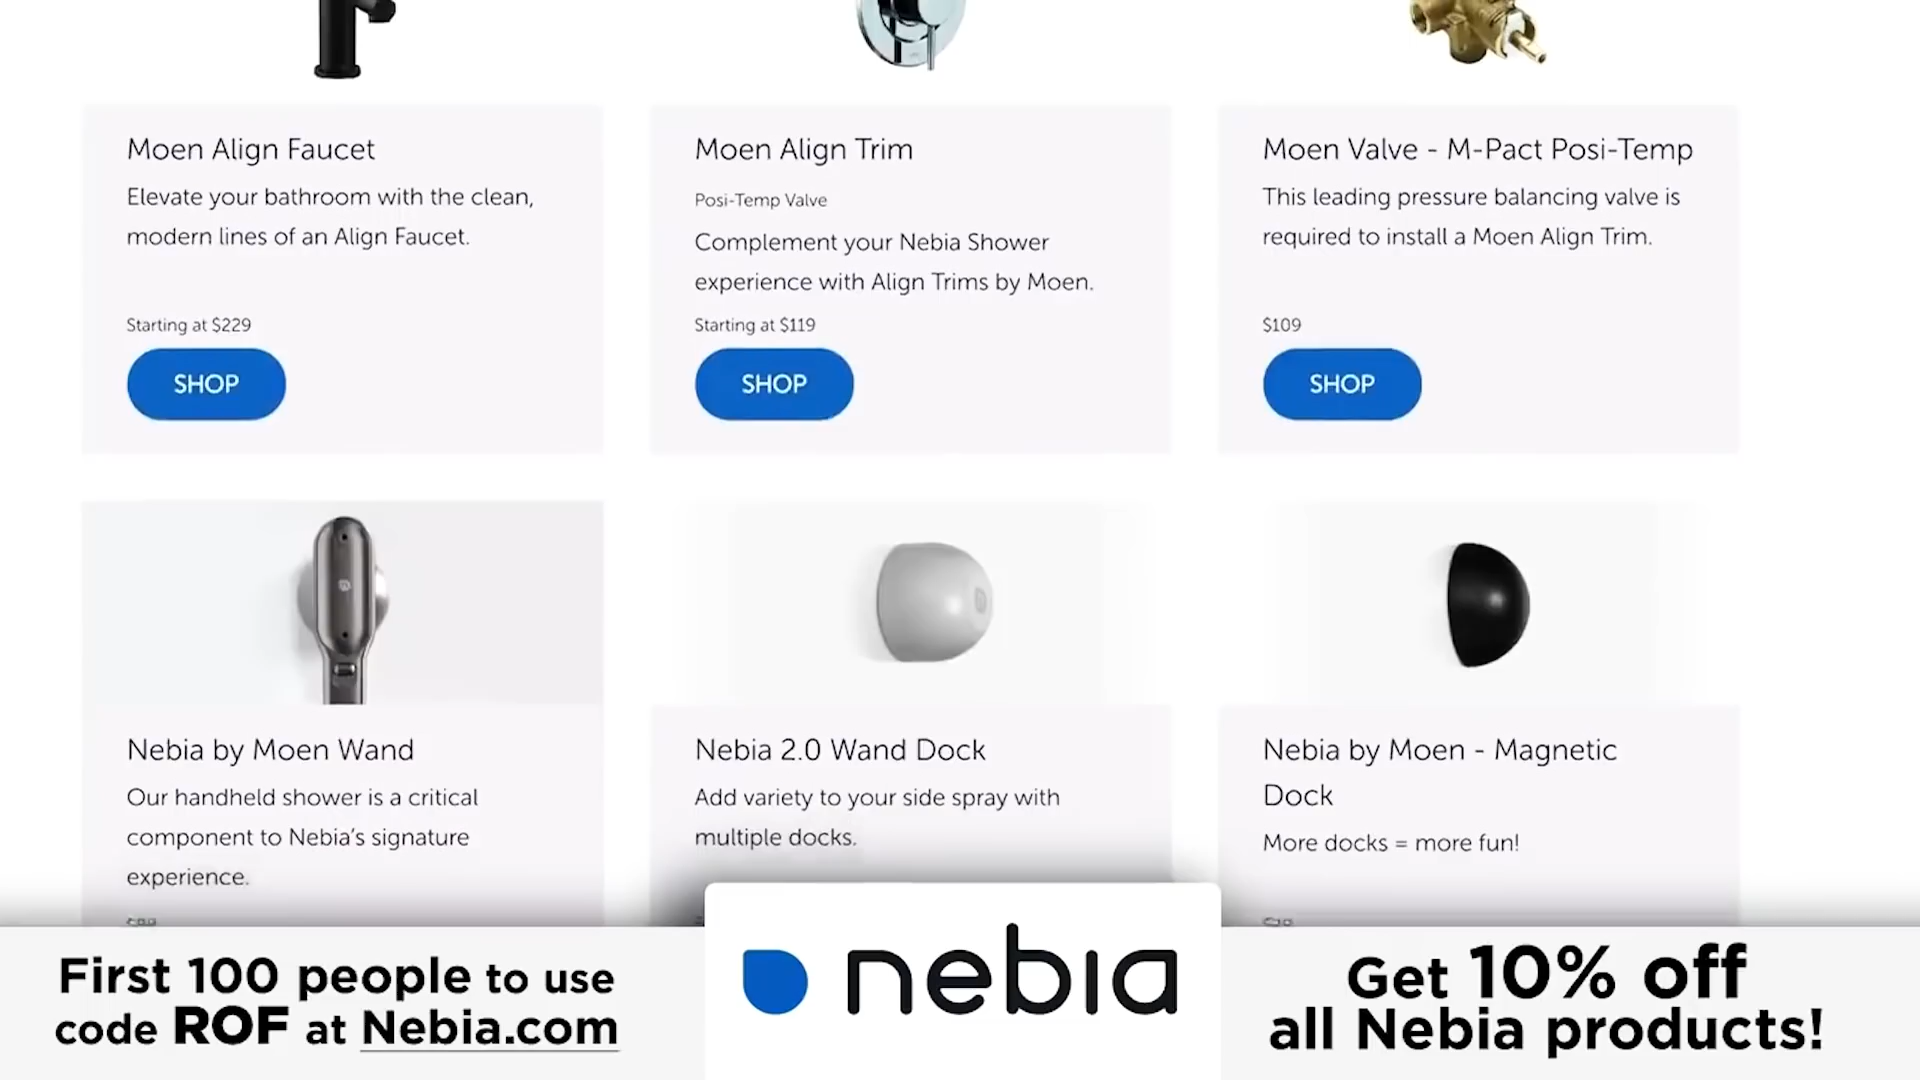 Moen Align Faucet
Elevate your bathroom with the clean,
modern lines of an Align Faucet.
Starting at $229
SHOP
Moen Align Trim
Posi-Temp Valve
Complement your Nebia Shower
experience with Align Trims by Moen.
Starting at $119
SHOP
Moen Valve - M-Pact Posi-Temp
This leading pressure balancing valve is
required to install a Moen Align Trim.
$109
SHOP
Nebia by Moen Wand
Our handheld shower is a critical
component to Nebia's signature
experience.
Nebia 2.0 Wand Dock
Add variety to your side spray with
multiple docks.
Nebia by Moen - Magnetic
Dock
More docks = more fun!
First 100 people to use
code ROF at Nebia.com
nebia
Get 10% off
all Nebia products!